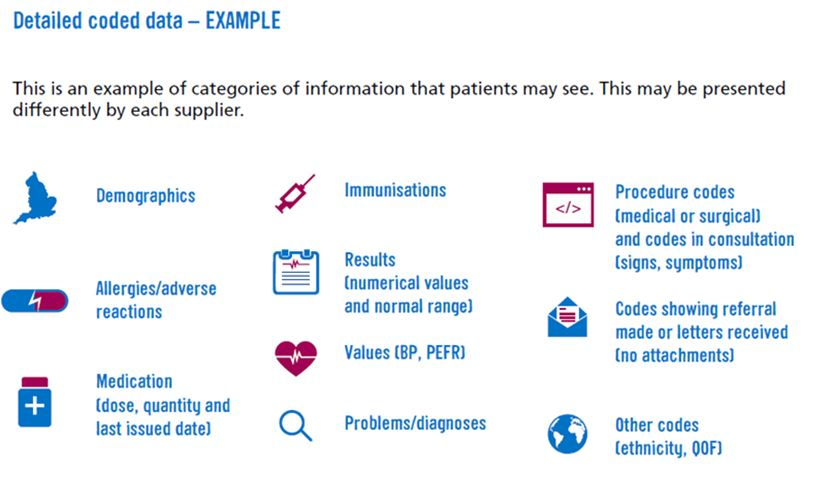 Detailed coded data – EXAMPLE
This is an example of categories of information that patients may see. This may be presented
differently by each supplier.
Demographics
Allergies/adverse
reactions
Medication
(dose, quantity and
last issued date)
Immunisations
Results
(numerical values
and normal range)
Values (BP, PEFR)
Problems/diagnoses
</>
Procedure codes
(medical or surgical)
and codes in consultation
(signs, symptoms)
Codes showing referral
made or letters received
(no attachments)
Other codes
(ethnicity, QOF)